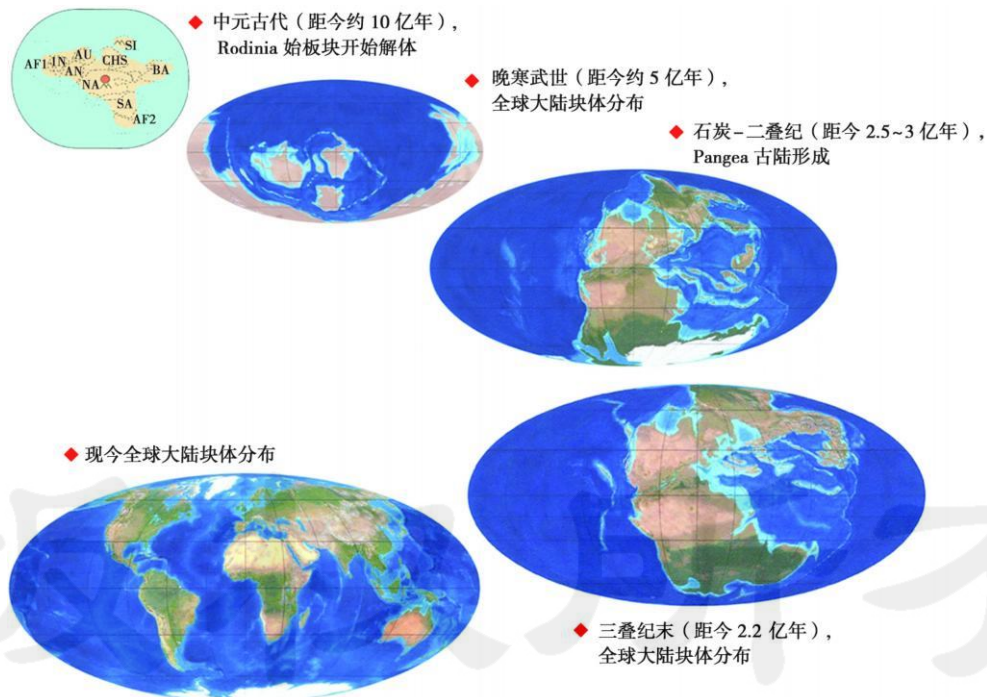 ◆ 中元古代（距今约 10 亿年），
Rodinia 始板块开始解体
SI
AU
AF1
IN
CHS
AN
BA
NA
SA
AF2
◆ 晚寒武世（距今约 5 亿年），
全球大陆块体分布
◆ 石炭-二叠纪（距今 2.5~3 亿年），
Pangea 古陆形成
◆ 现今全球大陆块体分布
◆ 三叠纪末（距今 2.2 亿年），
全球大陆块体分布